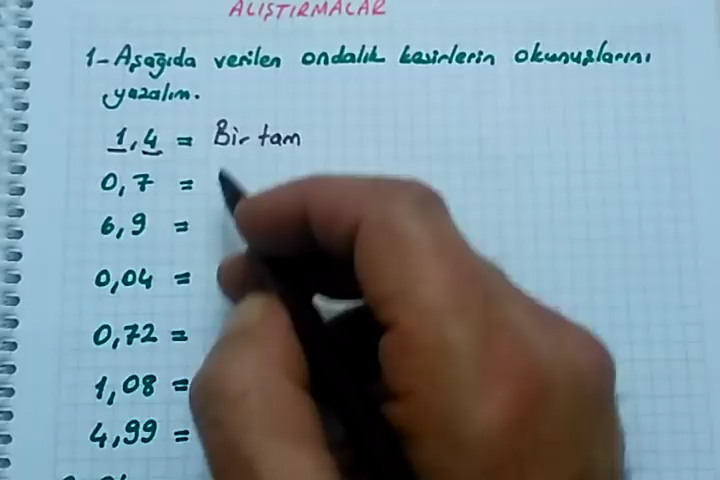 ALIŞTIRMALAR
1- Aşağıda verilen ondalık kesirlerin okunuşlarını
yazalım.
1,4 = Bir tam
0,7 =
6,9 =
0,04 =
0,72 =
1,08 =
4,99 =